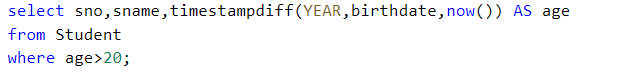 select sno,sname,timestampdiff(YEAR,birthdate,now()) AS age
from Student
where age>20;